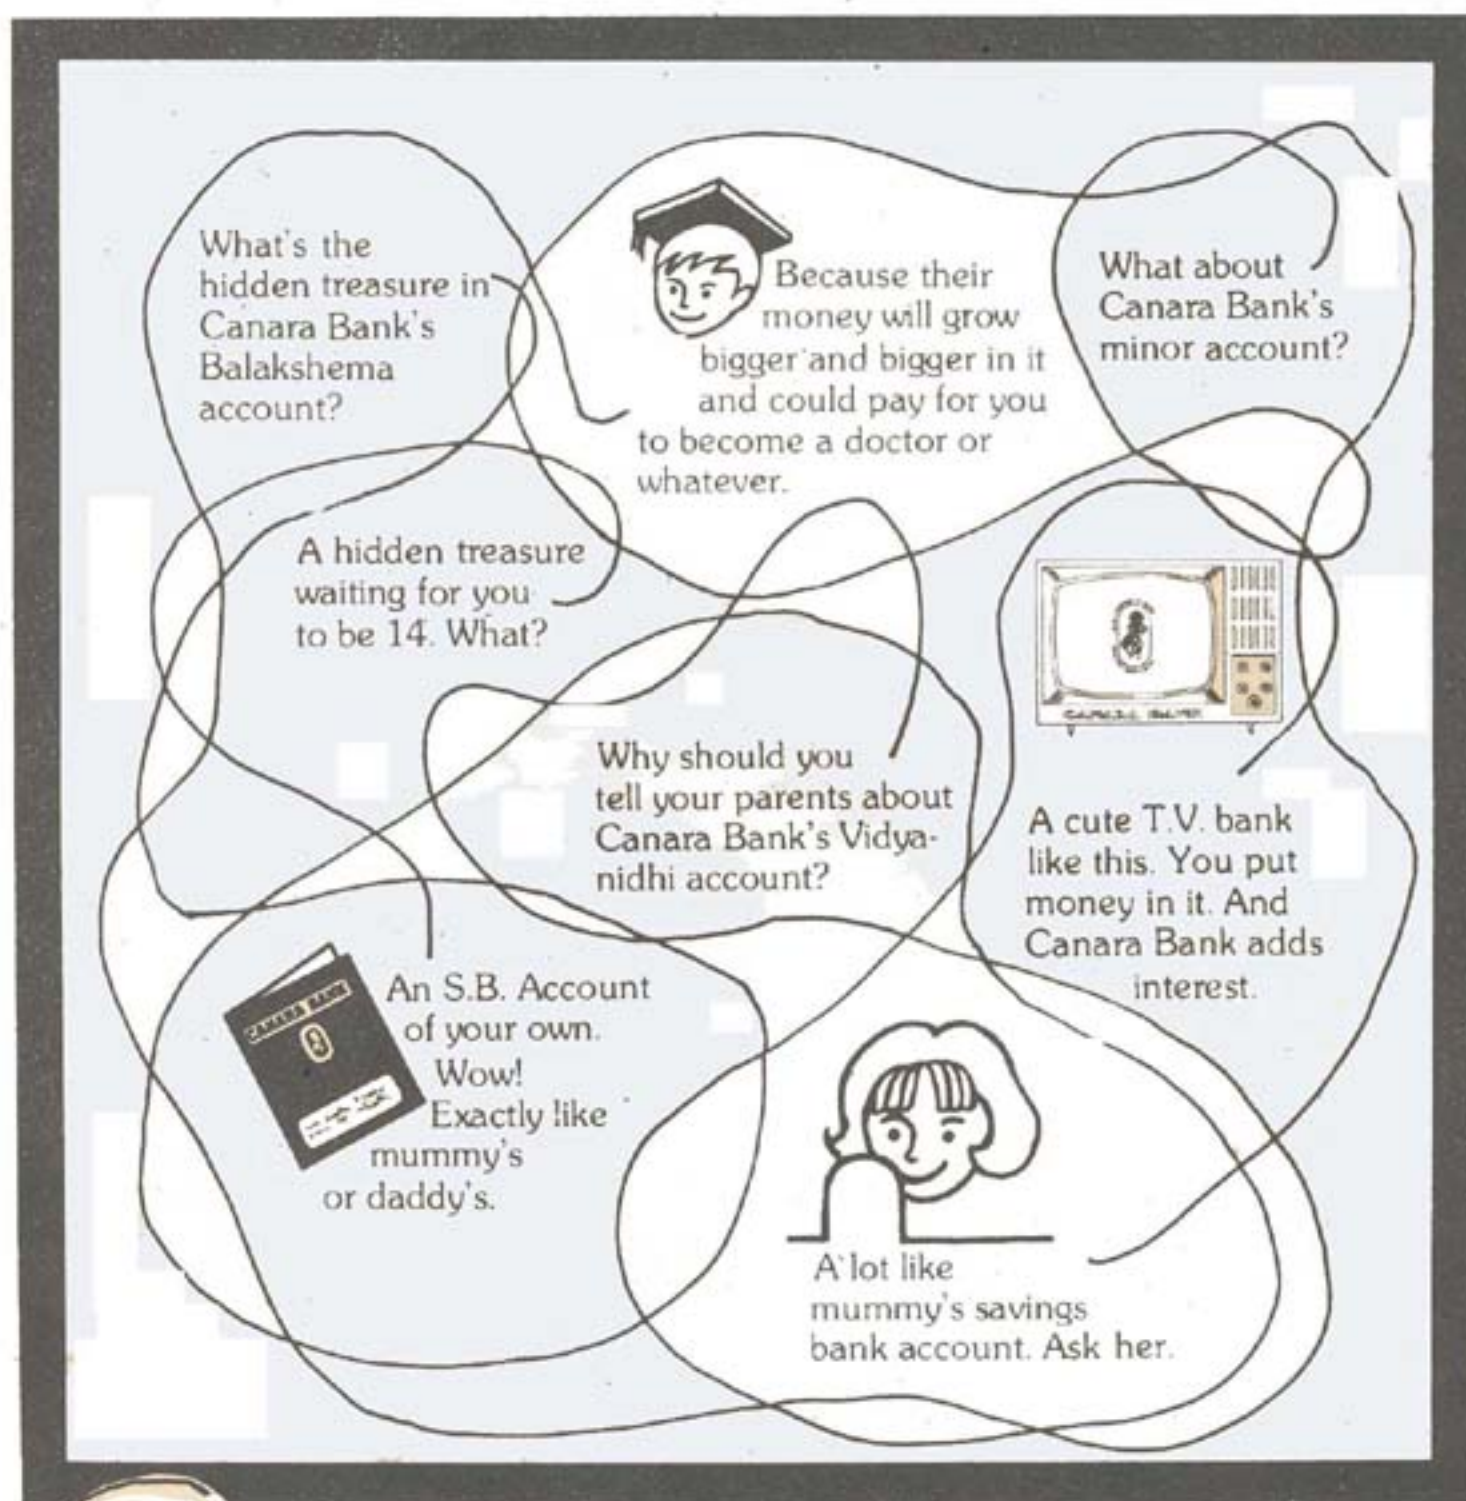 What's the
hidden treasure in
Canara Bank's
Balakshema
account?
Because their
money will grow
bigger and bigger in it
and could pay for you
to become a doctor or
whatever.
What about
Canara Bank's
minor account?
A hidden treasure
waiting for you
to be 14. What?
Why should you
tell your parents about
Canara Bank's Vidya-
nidhi account?
A cute T.V. bank
like this. You put
money in it. And
Canara Bank adds
interest.
CANARA BANK
An S.B. Account
of your own.
Wow!
Exactly like
mummy's
or daddy's.
A lot like
mummy's savings
bank account. Ask her.